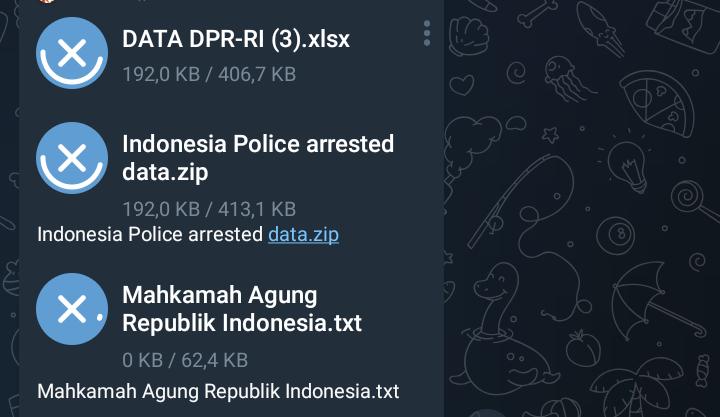 DATA DPR-RI (3).xlsx
192,0 KB / 406,7 KB
Indonesia Police arrested
data.zip
192,0 KB / 413,1 KB
Indonesia Police arrested data.zip
Mahkamah Agung
Republik Indonesia.txt
0 KB / 62,4 KB
Mahkamah Agung Republik Indonesia.txt